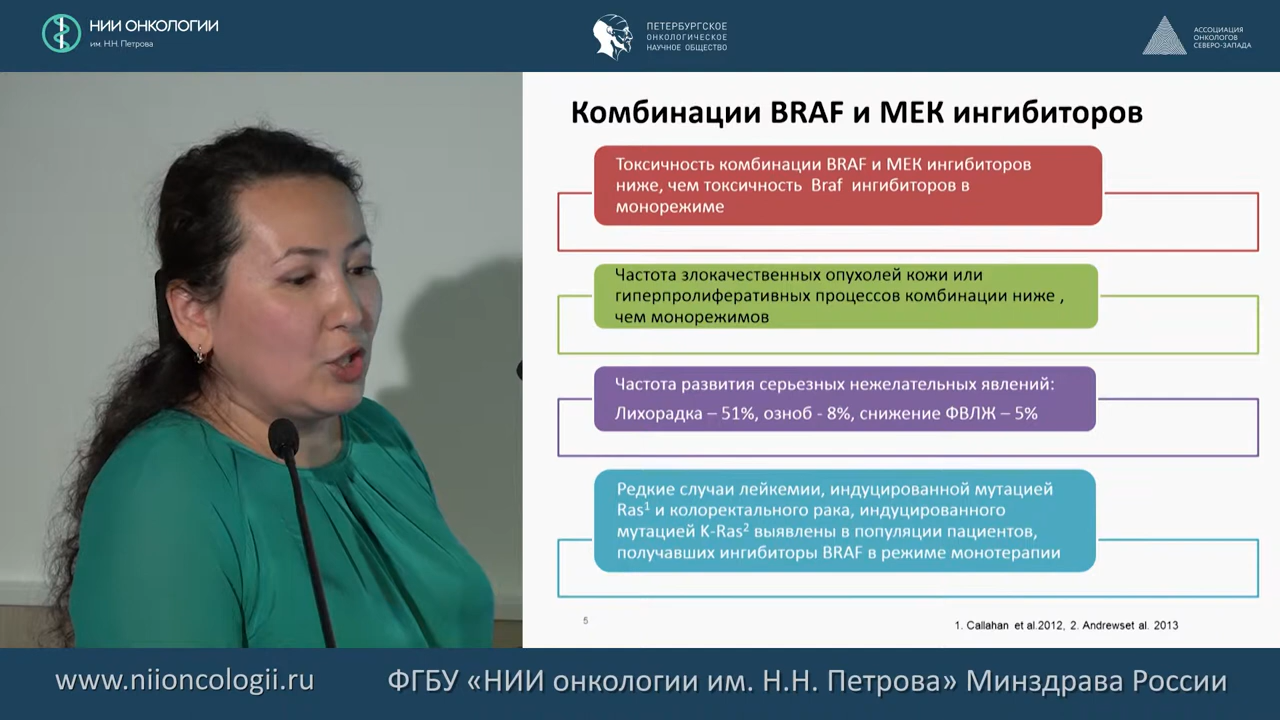 НИИ ОНКОЛОГИИ
им. Н.Н. Петрова
ПЕТЕРБУРГСКОЕ
ОНКОЛОГИЧЕСКОЕ
НАУЧНОЕ ОБЩЕСТВО
АССОЦИАЦИЯ
ОНКОЛОГОВ
СЕВЕРО-ЗАПАДА
Комбинации BRAF и МЕК ингибиторов
Токсичность комбинации BRAF и МЕК ингибиторов
ниже, чем токсичность Braf ингибиторов в
монорежиме
Частота злокачественных опухолей кожи или
гиперпролиферативных процессов комбинации ниже ,
чем монорежимов
Частота развития серьезных нежелательных явлений:
Лихорадка – 51%, озноб - 8%, снижение ФВЛЖ – 5%
Редкие случаи лейкемии, индуцированной мутацией
Ras¹ и колоректального рака, индуцированного
мутацией K-Ras² выявлены в популяции пациентов,
получавших ингибиторы BRAF в режиме монотерапии
5
1. Callahan et al.2012, 2. Andrewset al. 2013
www.niioncologii.ru
ФГБУ «НИИ онкологии им. Н.Н. Петрова» Минздрава России